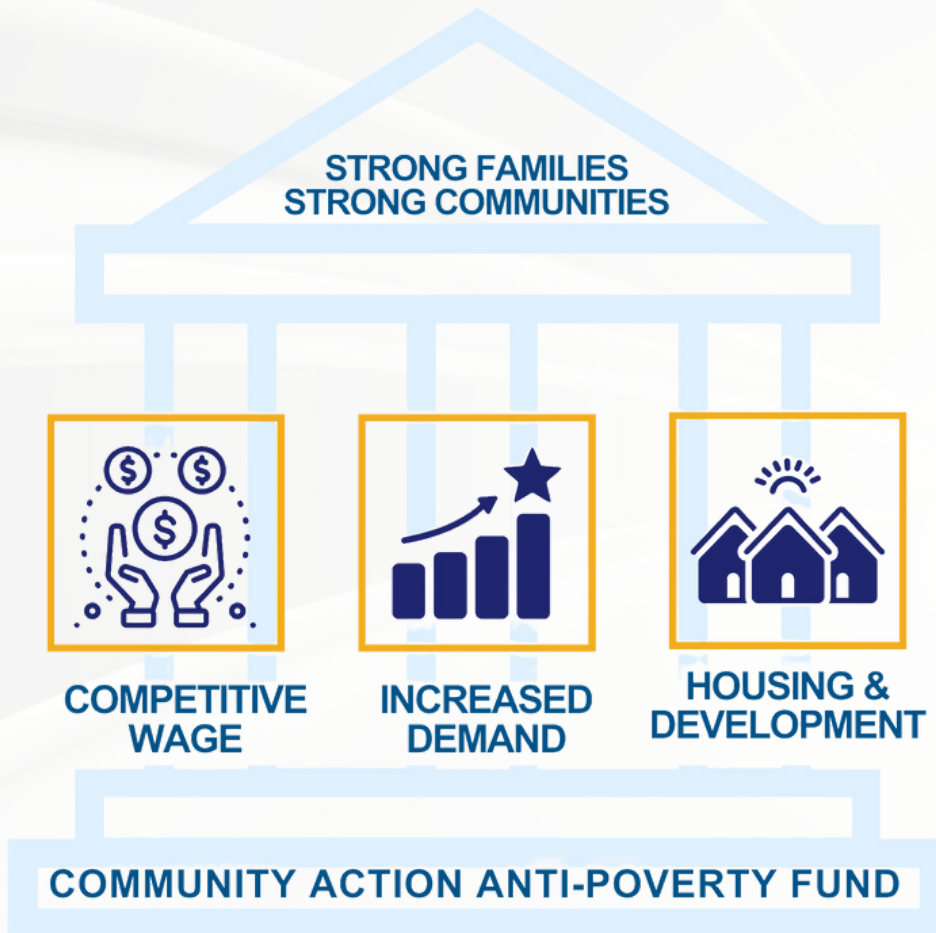 STRONG FAMILIES
STRONG COMMUNITIES
$ $
$
COMPETITIVE
WAGE
INCREASED
DEMAND
HOUSING &
DEVELOPMENT
COMMUNITY ACTION ANTI-POVERTY FUND